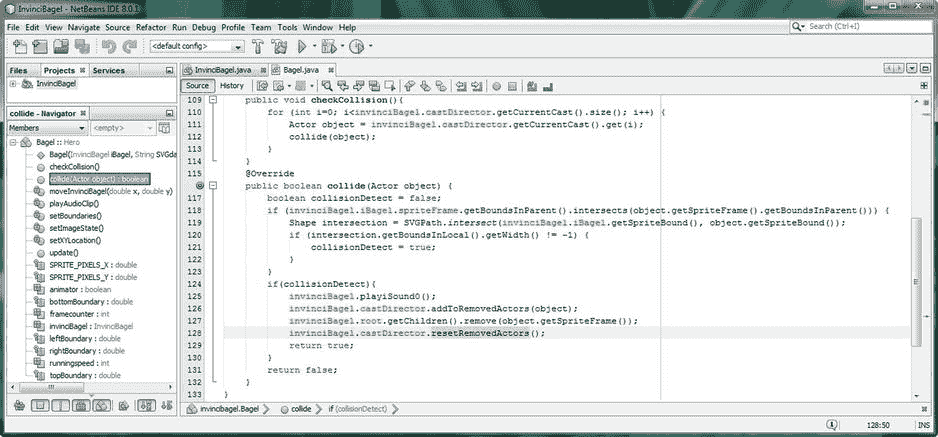 InvinciBagel - NetBeans IDE 8.0.1
File Edit View Navigate Source Refactor Run Debug Profile Team Tools Window Help
Search (Ctrl+I)
<default config>
Files Projects Services
InvinciBagel
collide - Navigator
Members <empty>
Bagel :: Hero
Bagel(InvinciBagel iBagel, String SVGda
checkCollision()
collide(Actor object) : boolean
moveInvinciBagel(double x, double y)
playAudioClip()
setBoundaries()
setImageState()
setXYLocation()
update()
SPRITE_PIXELS_X : double
SPRITE_PIXELS_Y : double
animator : boolean
bottomBoundary : double
framecounter : int
invinciBagel : InvinciBagel
leftBoundary : double
rightBoundary : double
runningspeed : int
topBoundary : double
InvinciBagel.java Bagel.java
Source History
109 public void checkCollision(){
110 for (int i=0; i<invinciBagel.castDirector.getCurrentCast().size(); i++) {
111 Actor object = invinciBagel.castDirector.getCurrentCast().get(i);
112 collide(object);
113 }
114 }
115 @Override
public boolean collide(Actor object) {
117 boolean collisionDetect = false;
118 if (invinciBagel.iBagel.spriteFrame.getBoundsInParent().intersects(object.getSpriteFrame().getBoundsInParent())) {
119 Shape intersection = SVGPath.intersect(invinciBagel.iBagel.getSpriteBound(), object.getSpriteBound());
120 if (intersection.getBoundsInLocal().getWidth() != -1) {
121 collisionDetect = true;
122 }
123 }
124 if(collisionDetect){
125 invinciBagel.playiSound0();
126 invinciBagel.castDirector.addToRemovedActors(object);
127 invinciBagel.root.getChildren().remove(object.getSpriteFrame());
128 invinciBagel.castDirector.resetRemovedActors();
129 return true;
130 }
131 return false;
132 }
133 }
invincibagel.Bagel collide if (collisionDetect)
128:50 INS